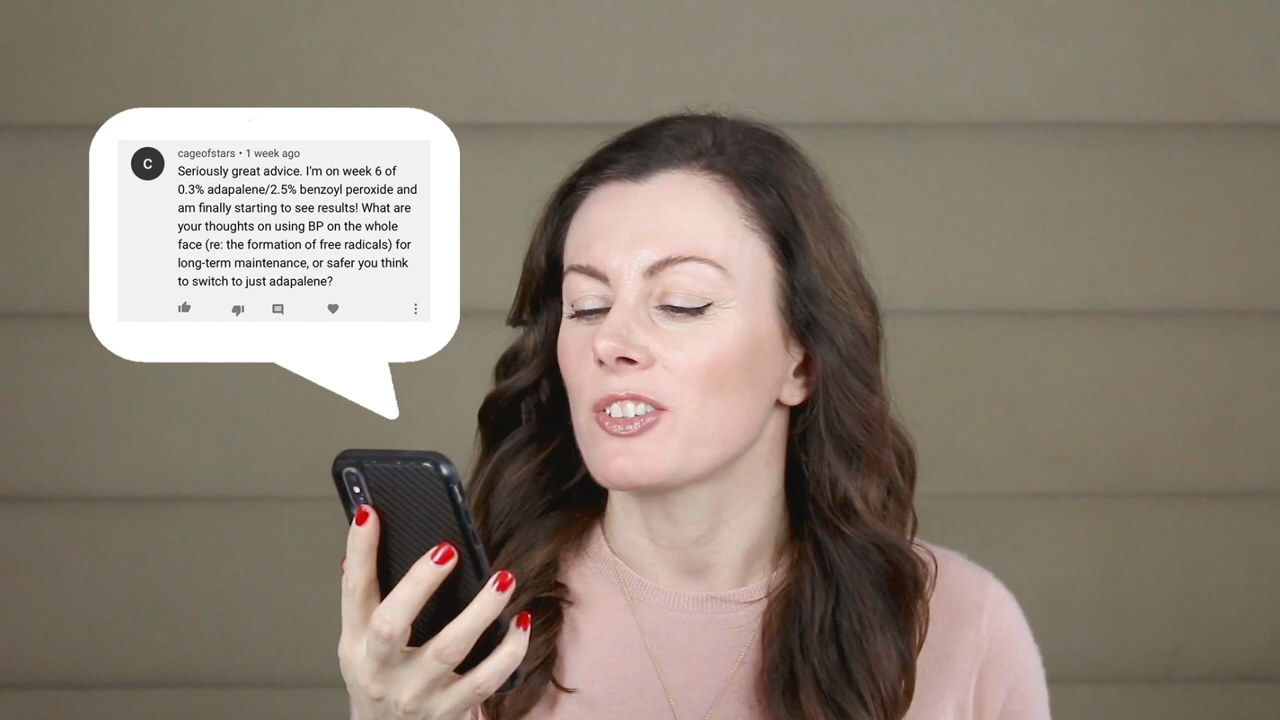 C
cageofstars • 1 week ago
Seriously great advice. I'm on week 6 of
0.3% adapalene/2.5% benzoyl peroxide and
am finally starting to see results! What are
your thoughts on using BP on the whole
face (re: the formation of free radicals) for
long-term maintenance, or safer you think
to switch to just adapalene?